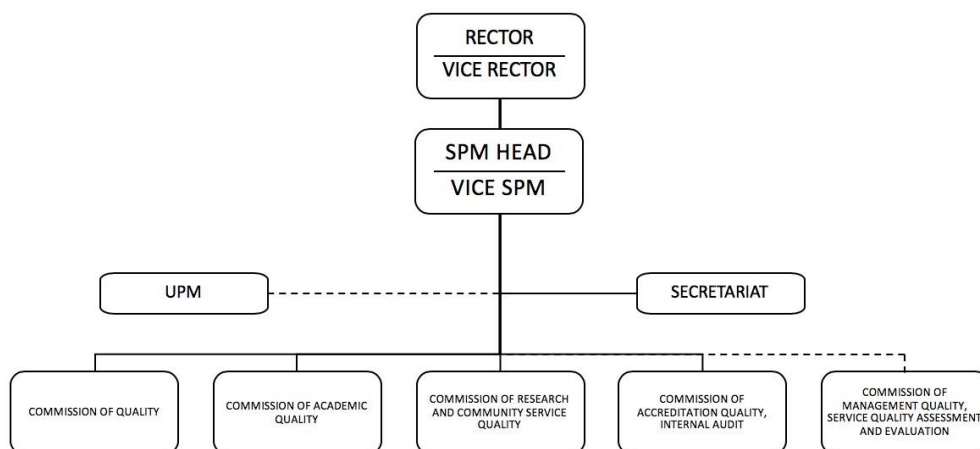 RECTOR
VICE RECTOR
SPM HEAD
VICE SPM
UPM
SECRETARIAT
COMMISSION OF QUALITY
COMMISSION OF ACADEMIC
QUALITY
COMMISSION OF RESEARCH
AND COMMUNITY SERVICE
QUALITY
COMMISSION OF
ACCREDITATION QUALITY,
INTERNAL AUDIT
COMMISSION OF
MANAGEMENT QUALITY,
SERVICE QUALITY ASSESSMENT
AND EVALUATION